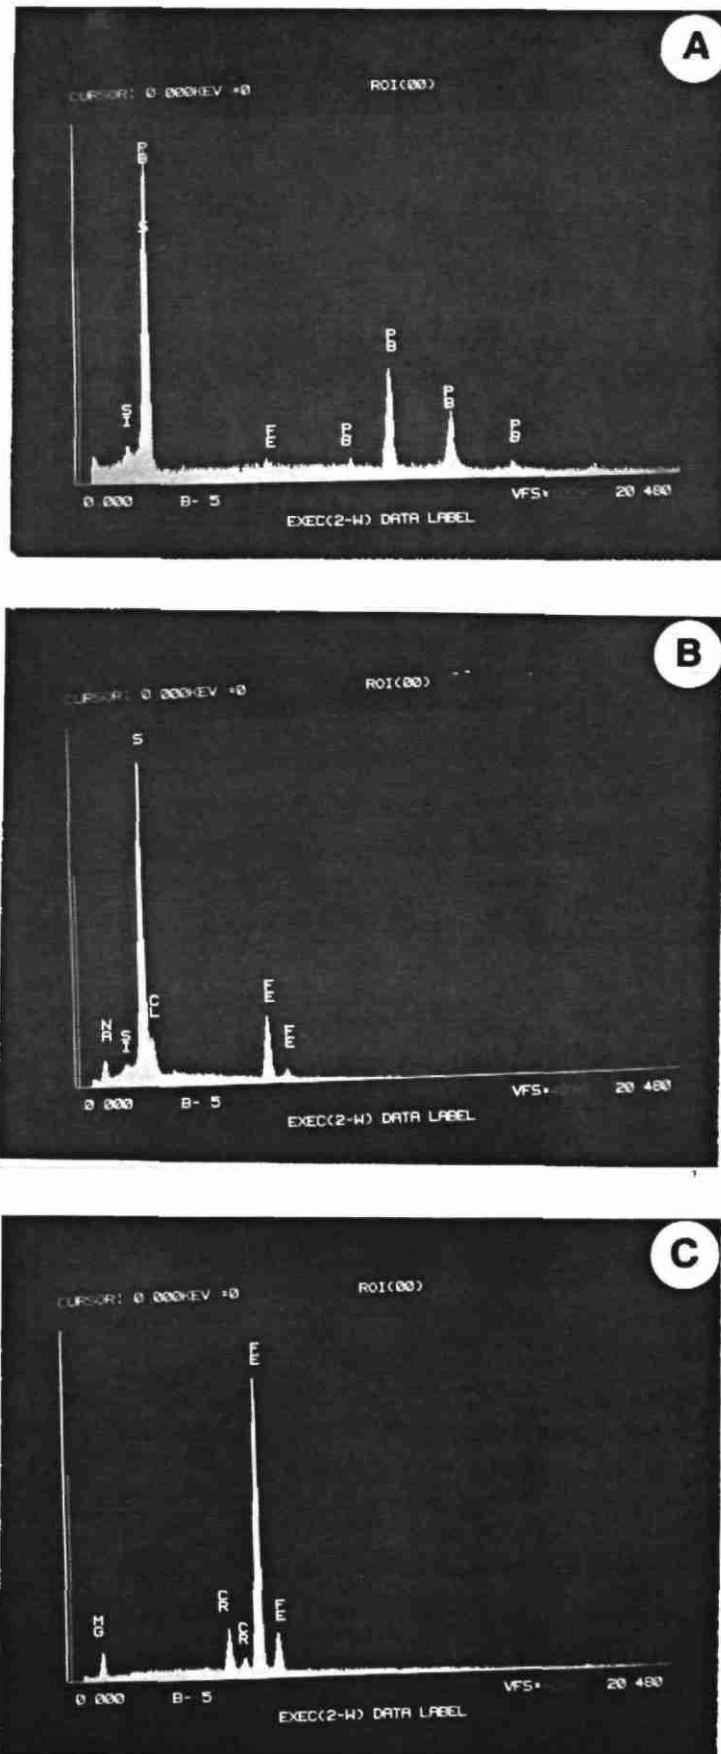 A
CURSOR: 0.000KEV =0 ROI(00)
PB
S
PB
SI
PB
FE
PB
PB
0.000 B- 5 VFS= 20.480
EXEC(2-W) DATA LABEL
B
CURSOR: 0.000KEV =0 ROI(00)
S
FE
CL
NA
SI
FE
0.000 B- 5 VFS= 20.480
EXEC(2-W) DATA LABEL
C
CURSOR: 0.000KEV =0 ROI(00)
FE
CR
FE
MG
CR
0.000 B- 5 VFS= 20.480
EXEC(2-W) DATA LABEL